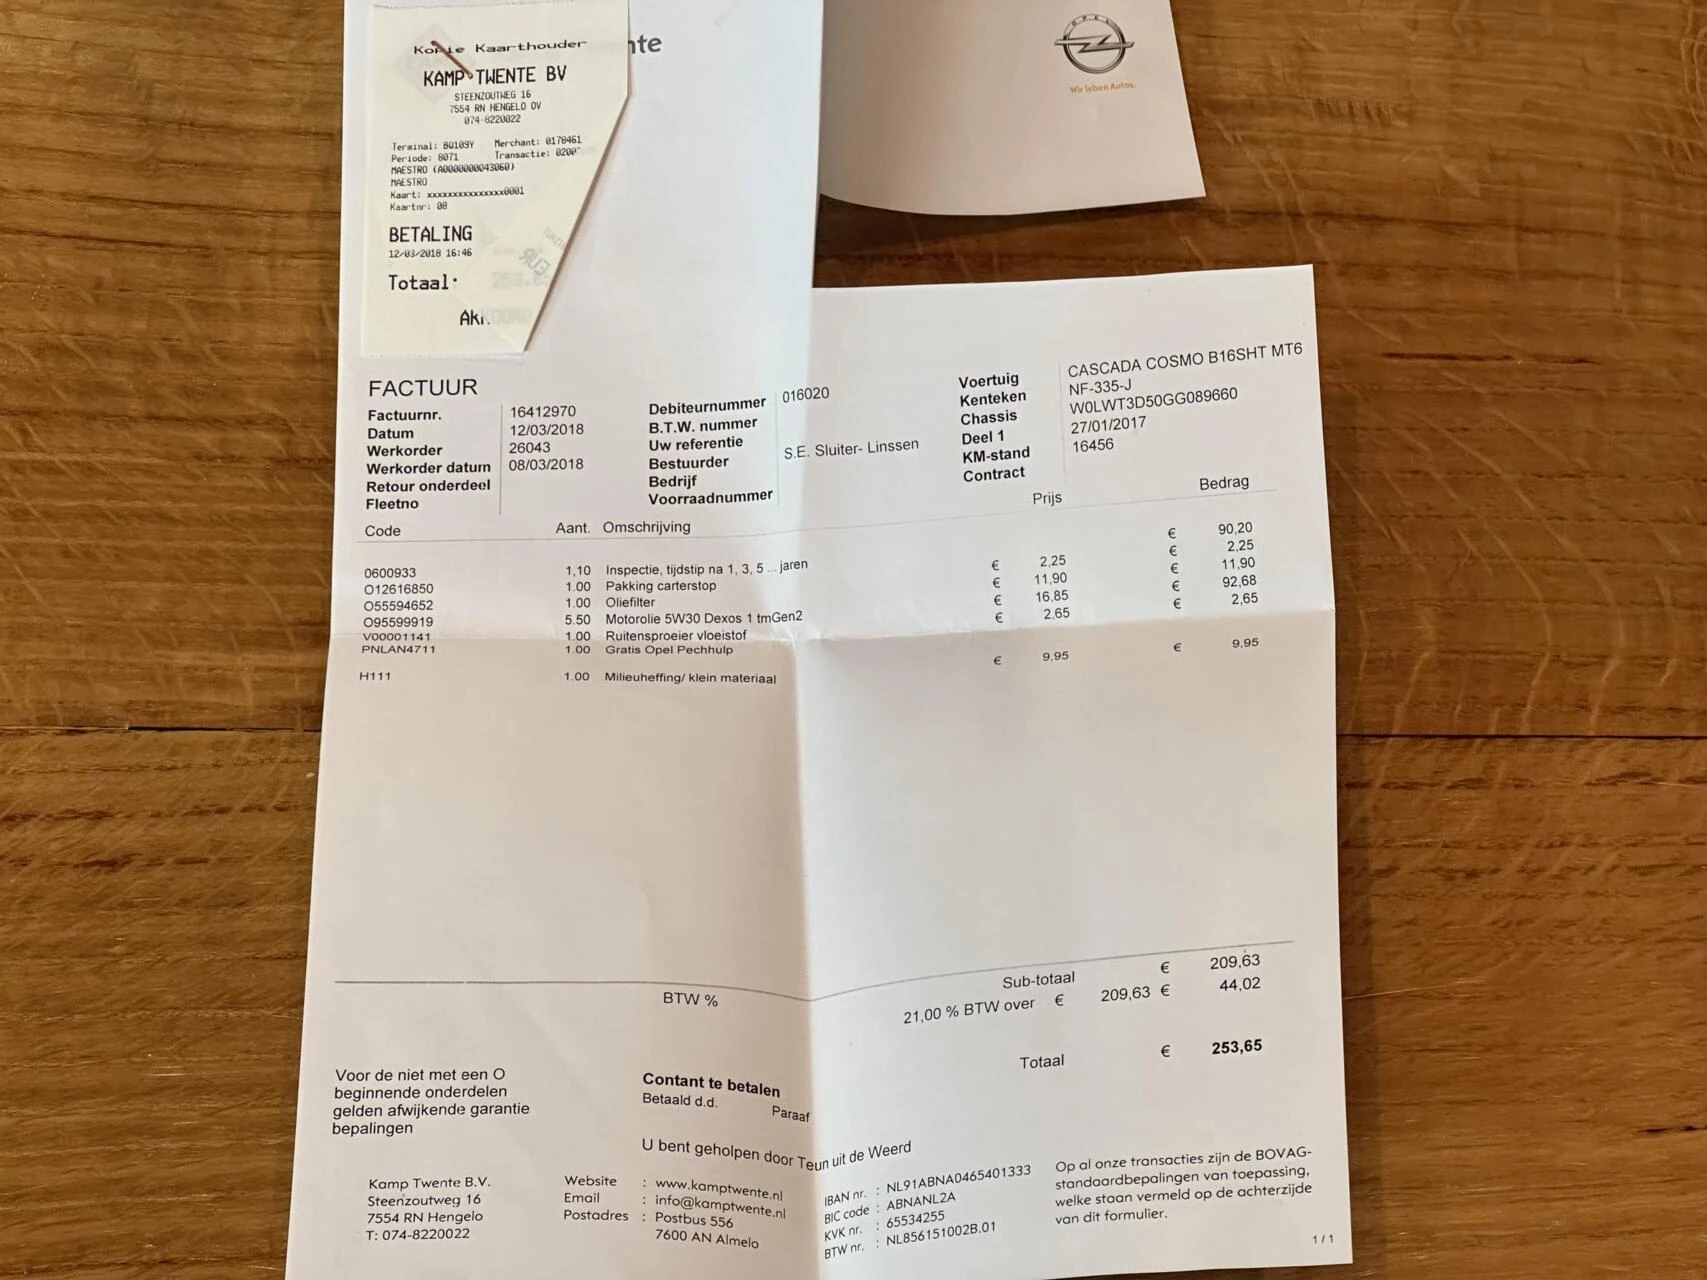 Kopie Kaarthouder
KAMP TWENTE BV
STEENZOUTWEG 16
7554 RN HENGELO OV
074-8220022
Terminal: BQ109Y Merchant: 0178461
Periode: 8071 Transactie:
MAESTRO (A0000000043060)
MAESTRO
Kaart: xxxxxxxxxxxxxxx0001
Kaartnr: 08
BETALING
12/03/2018 16:46
Totaal:
nte
OPEL
Wir leben Autos.
FACTUUR
Factuurnr. 16412970
Datum 12/03/2018
Werkorder 26043
Werkorder datum 08/03/2018
Retour onderdeel
Fleetno
Debiteurnummer 016020
B.T.W. nummer
Uw referentie
Bestuurder S.E. Sluiter- Linssen
Bedrijf
Voorraadnummer
Voertuig CASCADA COSMO B16SHT MT6
Kenteken NF-335-J
Chassis W0LWT3D50GG089660
Deel 1 27/01/2017
KM-stand 16456
Contract
Code Aant. Omschrijving Prijs Bedrag
0600933 1,10 Inspectie, tijdstip na 1, 3, 5 ... jaren € 90,20
O12616850 1.00 Pakking carterstop € 2,25 € 2,25
O55594652 1.00 Oliefilter € 11,90 € 11,90
O95599919 5.50 Motorolie 5W30 Dexos 1 tmGen2 € 16,85 € 92,68
V00001141 1.00 Ruitensproeier vloeistof € 2,65 € 2,65
PNLAN4711 1.00 Gratis Opel Pechhulp
H111 1.00 Milieuheffing/ klein materiaal € 9,95 € 9,95
Sub-totaal € 209,63
BTW % 21,00 % BTW over € 209,63 € 44,02
Totaal € 253,65
Voor de niet met een O
beginnende onderdelen
gelden afwijkende garantie
bepalingen
Contant te betalen
Betaald d.d. Paraaf
U bent geholpen door Teun uit de Weerd
Kamp Twente B.V.
Steenzoutweg 16
7554 RN Hengelo
T: 074-8220022
Website : www.kamptwente.nl
Email : info@kamptwente.nl
Postadres : Postbus 556
7600 AN Almelo
IBAN nr. : NL91ABNA0465401333
BIC code : ABNANL2A
KVK nr. : 65534255
BTW nr. : NL856151002B.01
Op al onze transacties zijn de BOVAG-
standaardbepalingen van toepassing,
welke staan vermeld op de achterzijde
van dit formulier.
1 / 1